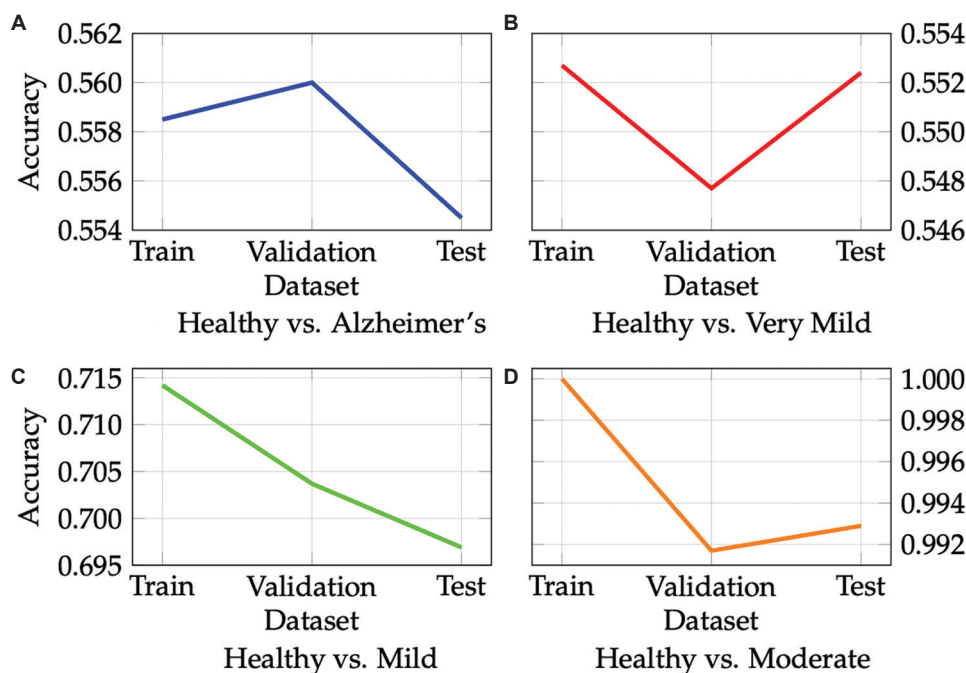 A
0.562
0.560
0.558
0.556
0.554
Accuracy
Train Validation Test
Dataset
Healthy vs. Alzheimer's
B
0.554
0.552
0.550
0.548
0.546
Train Validation Test
Dataset
Healthy vs. Very Mild
C
0.715
0.710
0.705
0.700
0.695
Accuracy
Train Validation Test
Dataset
Healthy vs. Mild
D
1.000
0.998
0.996
0.994
0.992
Train Validation Test
Dataset
Healthy vs. Moderate